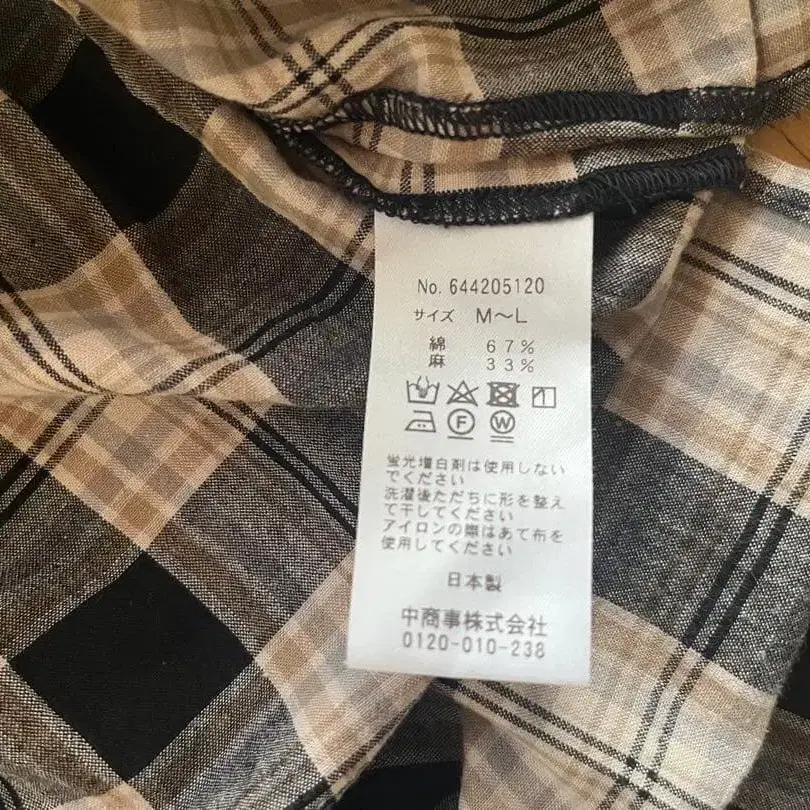 No. 644205120
サイズ M～L
綿 67%
麻 33%
F W
蛍光増白剤は使用しない
でください
洗濯後ただちに形を整え
て干してください
アイロンの際はあて布を
使用してください
日本製
中商事株式会社
0120-010-238